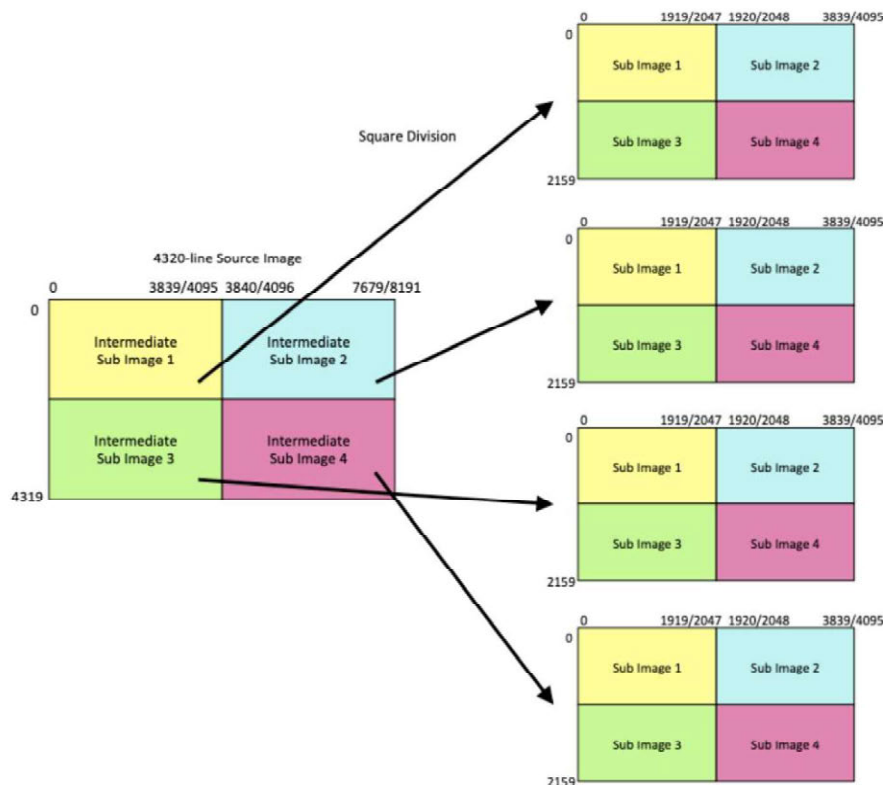 0 1919/2047 1920/2048 3839/4095
0
Sub Image 1 Sub Image 2
Sub Image 3 Sub Image 4
2159
Square Division
0 1919/2047 1920/2048 3839/4095
0
Sub Image 1 Sub Image 2
Sub Image 3 Sub Image 4
2159
4320-line Source Image
0 3839/4095 3840/4096 7679/8191
0
Intermediate Intermediate
Sub Image 1 Sub Image 2
Intermediate Intermediate
Sub Image 3 Sub Image 4
4319
0 1919/2047 1920/2048 3839/4095
0
Sub Image 1 Sub Image 2
Sub Image 3 Sub Image 4
2159
0 1919/2047 1920/2048 3839/4095
0
Sub Image 1 Sub Image 2
Sub Image 3 Sub Image 4
2159